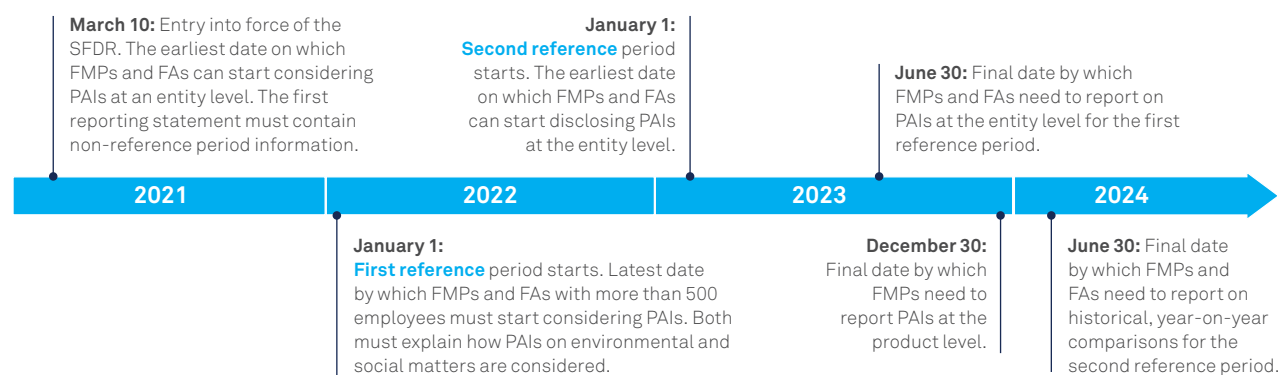 March 10: Entry into force of the
SFDR. The earliest date on which
FMPs and FAs can start considering
PAIs at an entity level. The first
reporting statement must contain
non-reference period information.
January 1:
Second reference period
starts. The earliest date
on which FMPs and FAs
can start disclosing PAIs
at the entity level.
June 30: Final date by which
FMPs and FAs need to report on
PAIs at the entity level for the first
reference period.
2021
2022
2023
2024
January 1:
First reference period starts. Latest date
by which FMPs and FAs with more than 500
employees must start considering PAIs. Both
must explain how PAIs on environmental and
social matters are considered.
December 30:
Final date by which
FMPs need to
report PAIs at the
product level.
June 30: Final date
by which FMPs and
FAs need to report on
historical, year-on-year
comparisons for the
second reference period.